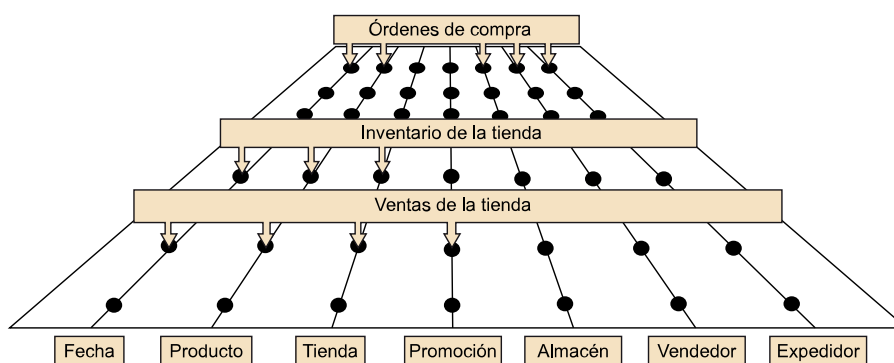 Órdenes de compra
Inventario de la tienda
Ventas de la tienda
Fecha
Producto
Tienda
Promoción
Almacén
Vendedor
Expedidor